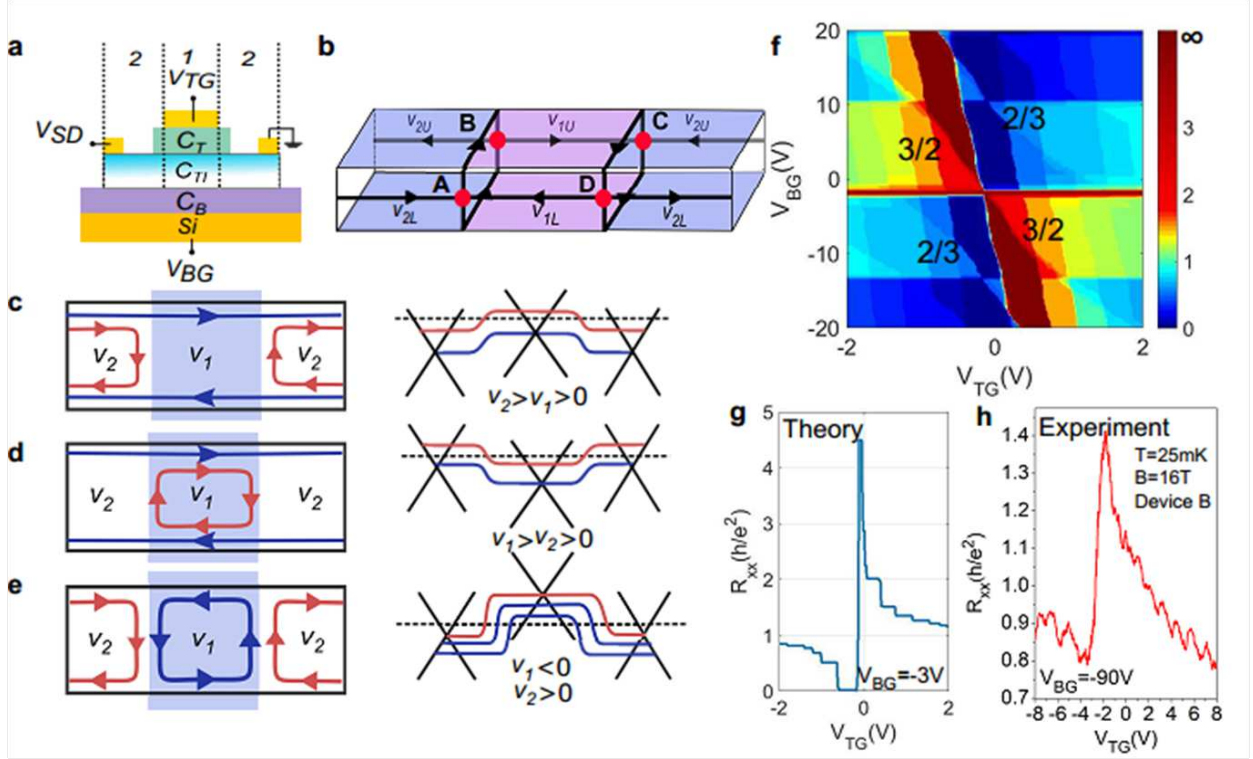 a
2 1 2
V_TG
V_SD
C_T
C_TI
C_B
Si
V_BG
b
v_2U B v_1U C v_2U
A D
v_2L v_1L v_2L
c
v_2 v_1 v_2
v_2>v_1>0
d
v_2 v_1 v_2
v_1>v_2>0
e
v_2 v_1 v_2
v_1<0
v_2>0
f
V_BG(V)
20
10
0
-10
-20
3/2
2/3
2/3
3/2
-2 0 2
V_TG(V)
∞
3
2
1
0
g
Theory
R_xx(h/e²)
5
4
3
2
1
0
V_BG=-3V
-2 0 2
V_TG(V)
h
Experiment
T=25mK
B=16T
Device B
R_xx(h/e²)
1.4
1.3
1.2
1.1
1.0
0.9
0.8
0.7
V_BG=-90V
-8 -6 -4 -2 0 2 4 6 8
V_TG(V)